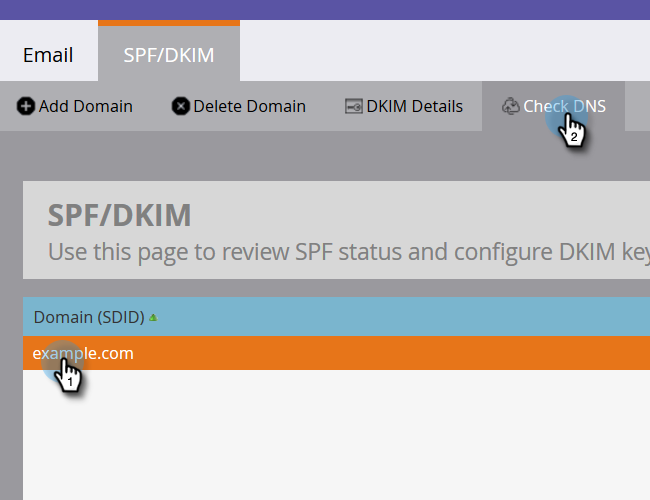 Email SPF/DKIM
Add Domain Delete Domain DKIM Details Check DNS
2
SPF/DKIM
Use this page to review SPF status and configure DKIM key
Domain (SDID)
example.com
1